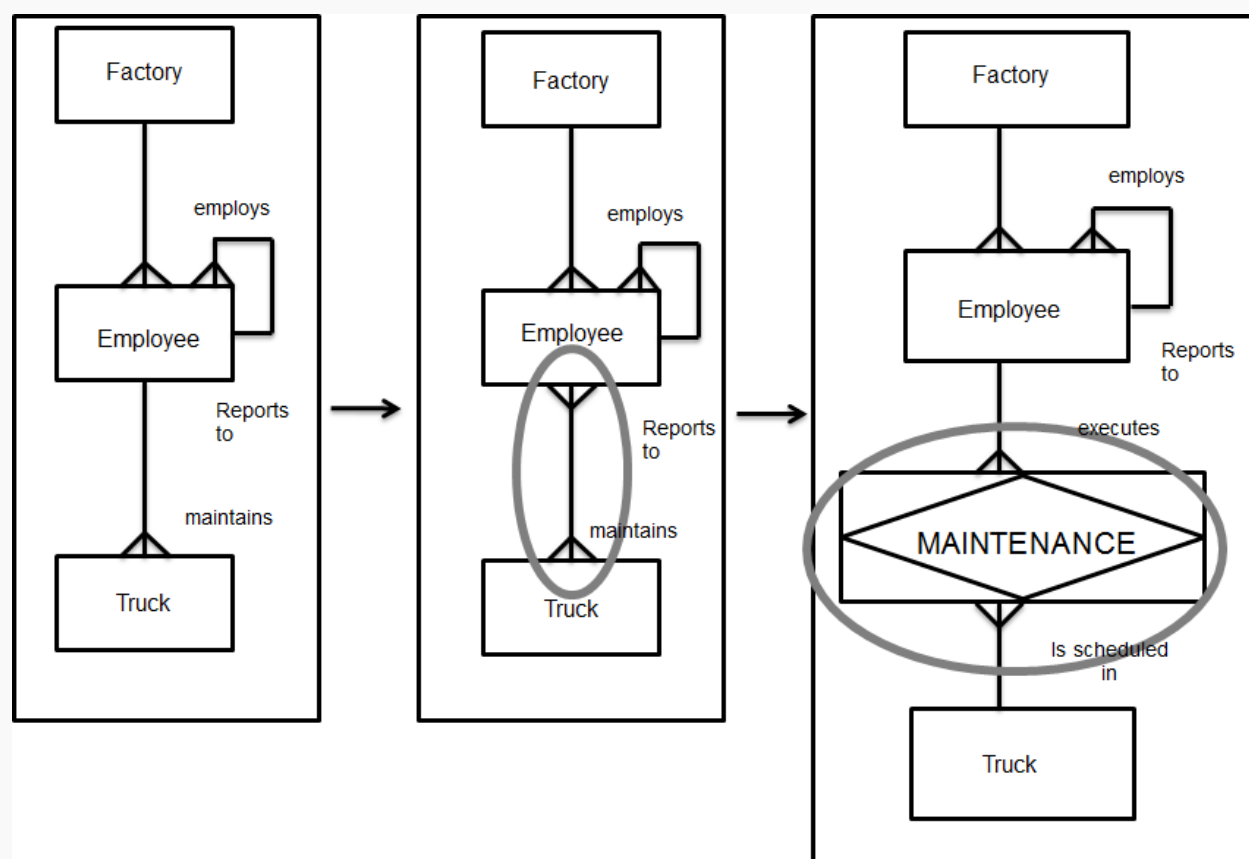 Factory
employs
Employee
Reports
to
maintains
Truck
Factory
employs
Employee
Reports
to
maintains
Truck
Factory
employs
Employee
Reports
to
executes
MAINTENANCE
Is scheduled
in
Truck